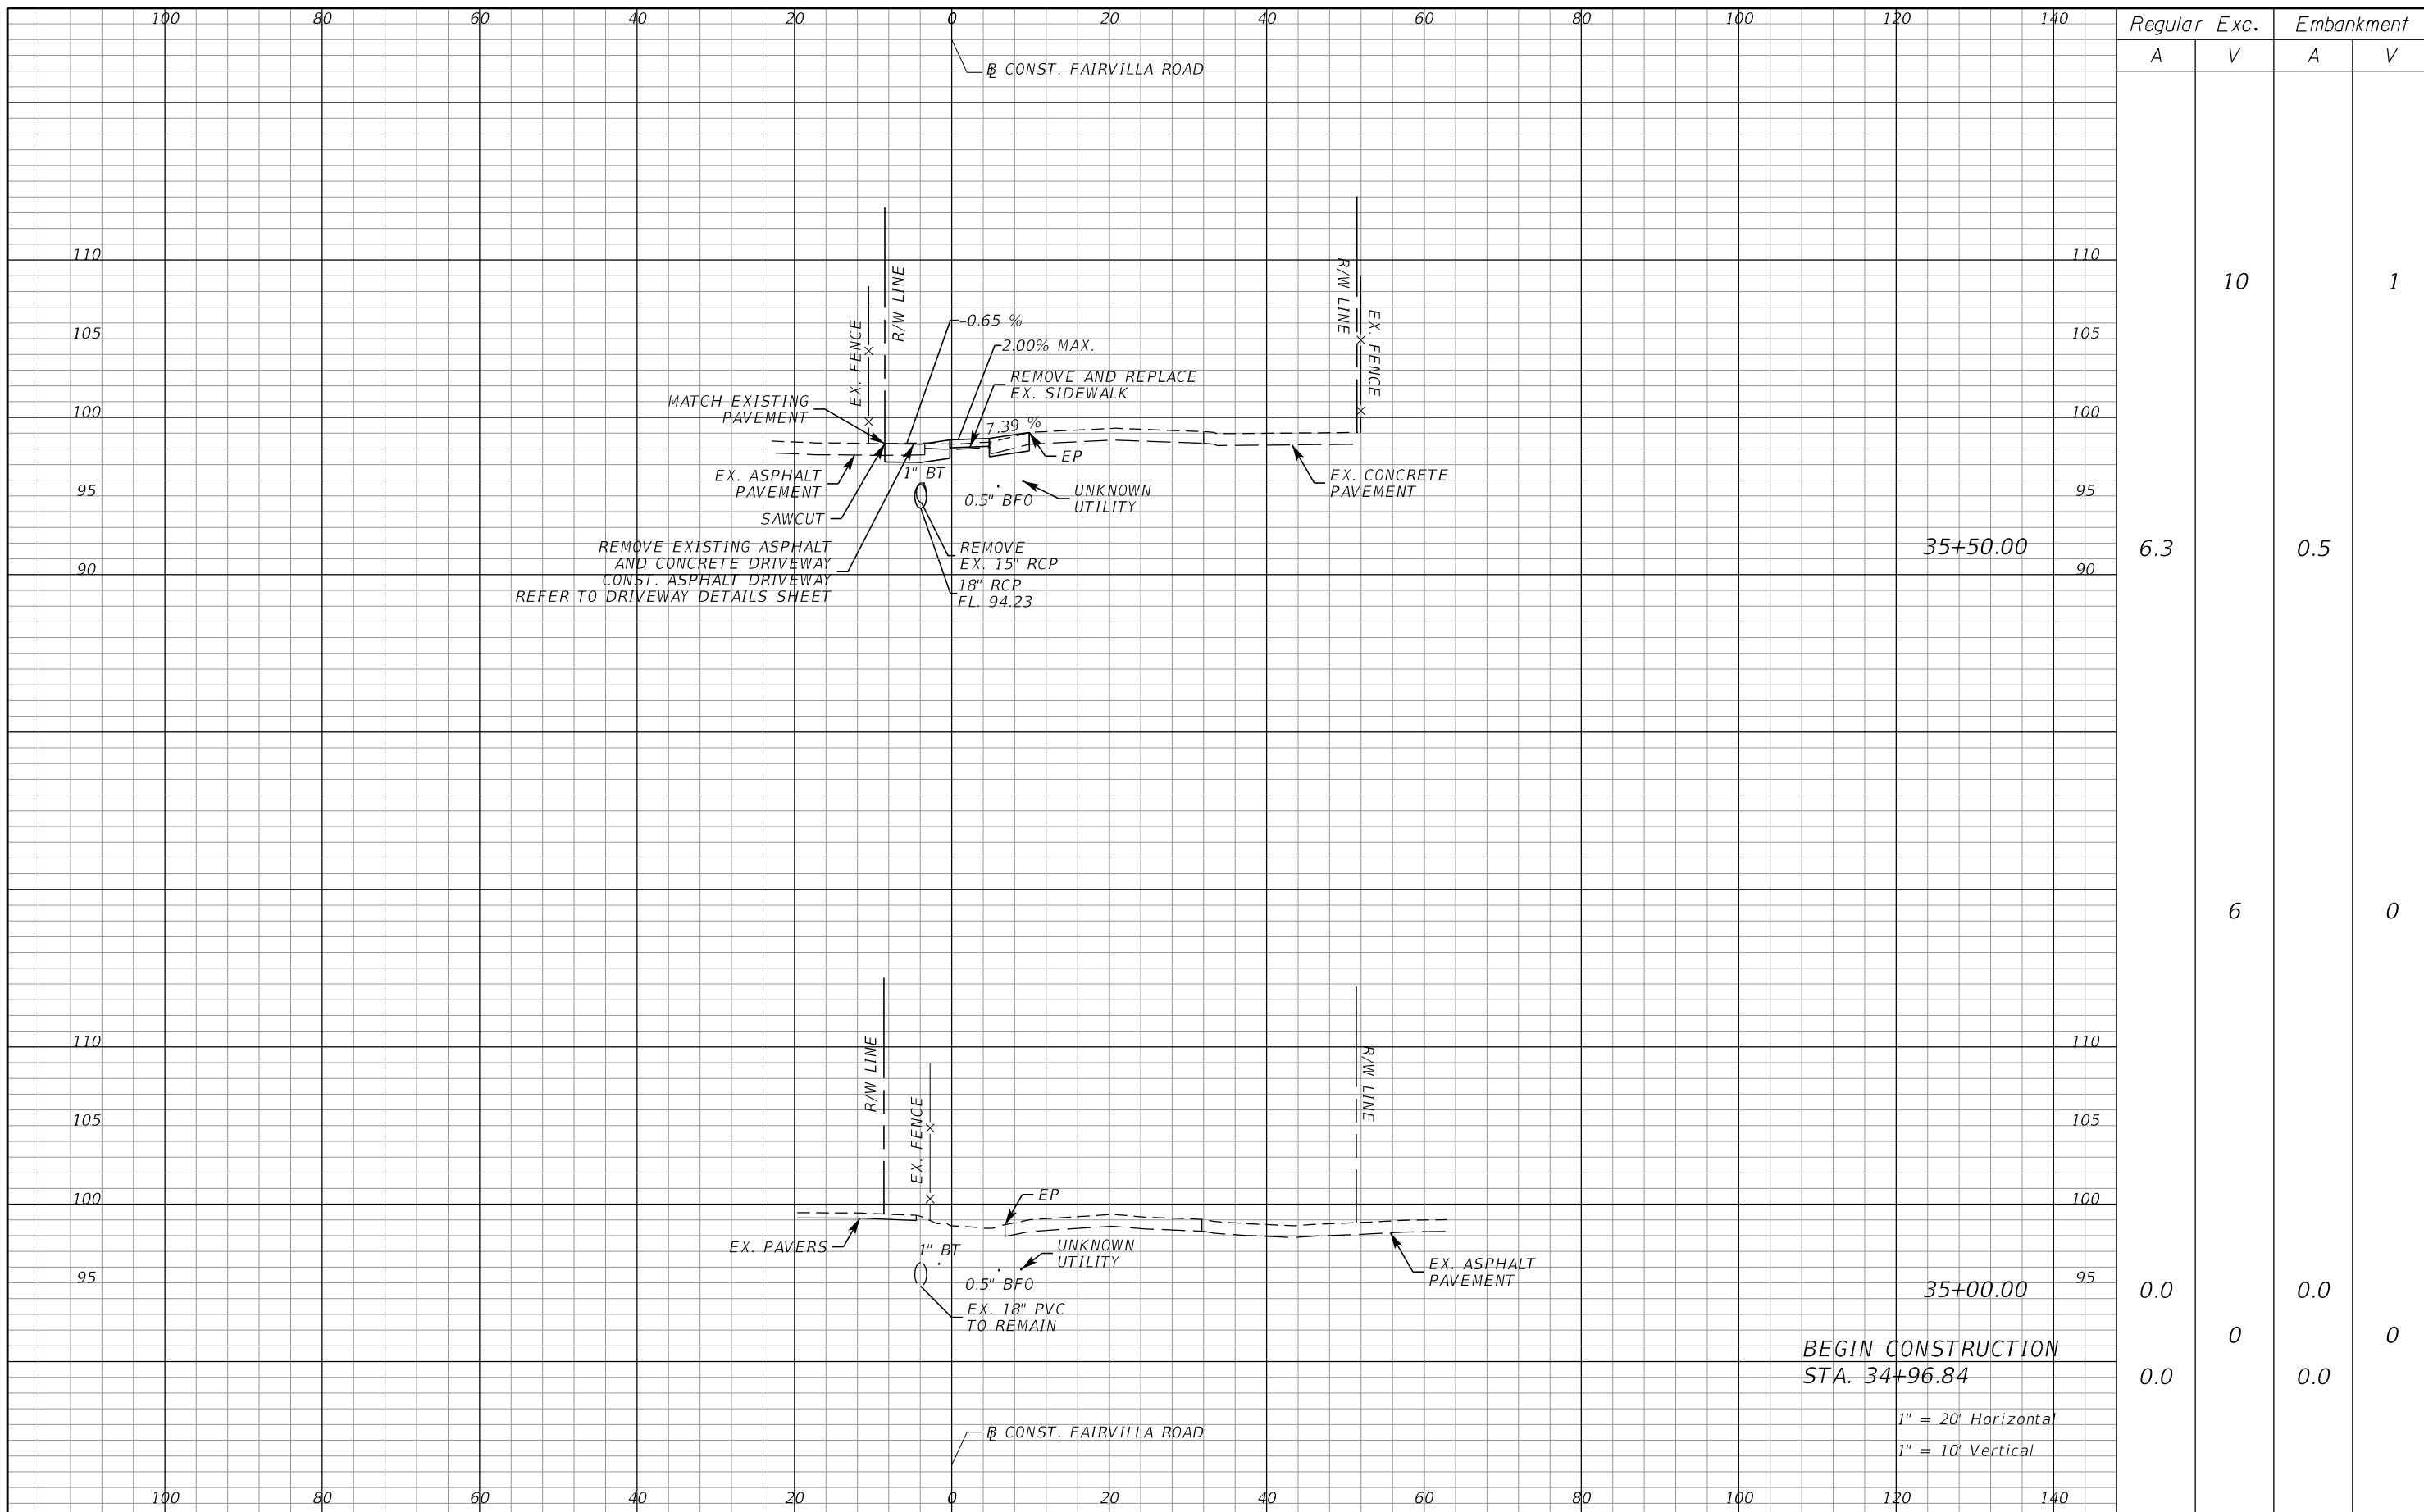 100 80 60 40 20 0 20 40 60 80 100 120 140
Regular Exc. Embankment
A V A V
℄ CONST. FAIRVILLA ROAD
110 110
10 1
R/W LINE
R/W LINE
EX. FENCE
EX. FENCE
105 105
-0.65 %
2.00% MAX.
REMOVE AND REPLACE
EX. SIDEWALK
MATCH EXISTING
PAVEMENT
100 100
7.39 %
EP
EX. ASPHALT
PAVEMENT
1" BT
0.5" BFO
UNKNOWN
UTILITY
EX. CONCRETE
PAVEMENT
95 95
SAWCUT
REMOVE EXISTING ASPHALT
AND CONCRETE DRIVEWAY
CONST. ASPHALT DRIVEWAY
REFER TO DRIVEWAY DETAILS SHEET
REMOVE
EX. 15" RCP
18" RCP
FL. 94.23
35+50.00 6.3 0.5
90 90
6 0
110 110
R/W LINE
R/W LINE
EX. FENCE
105 105
100 100
EP
EX. PAVERS
1" BT
0.5" BFO
UNKNOWN
UTILITY
EX. ASPHALT
PAVEMENT
95 95
EX. 18" PVC
TO REMAIN
35+00.00 0.0 0.0
0 0
BEGIN CONSTRUCTION
STA. 34+96.84 0.0 0.0
1" = 20' Horizontal
1" = 10' Vertical
℄ CONST. FAIRVILLA ROAD
100 80 60 40 20 0 20 40 60 80 100 120 140